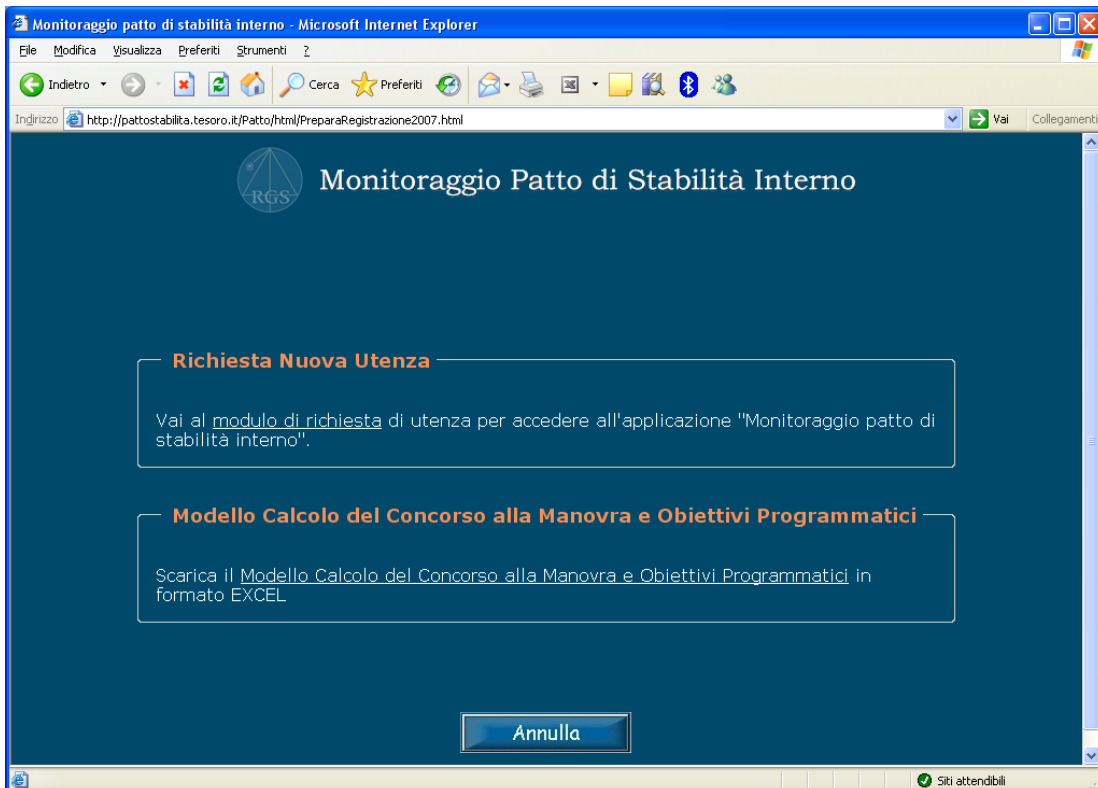 Monitoraggio patto di stabilità interno - Microsoft Internet Explorer
File Modifica Visualizza Preferiti Strumenti ?
Indietro Cerca Preferiti
Indirizzo http://pattostabilita.tesoro.it/Patto/html/PreparaRegistrazione2007.html Vai Collegamenti
RGS
Monitoraggio Patto di Stabilità Interno
Richiesta Nuova Utenza
Vai al modulo di richiesta di utenza per accedere all'applicazione "Monitoraggio patto di
stabilità interno".
Modello Calcolo del Concorso alla Manovra e Obiettivi Programmatici
Scarica il Modello Calcolo del Concorso alla Manovra e Obiettivi Programmatici in
formato EXCEL
Annulla
Siti attendibili